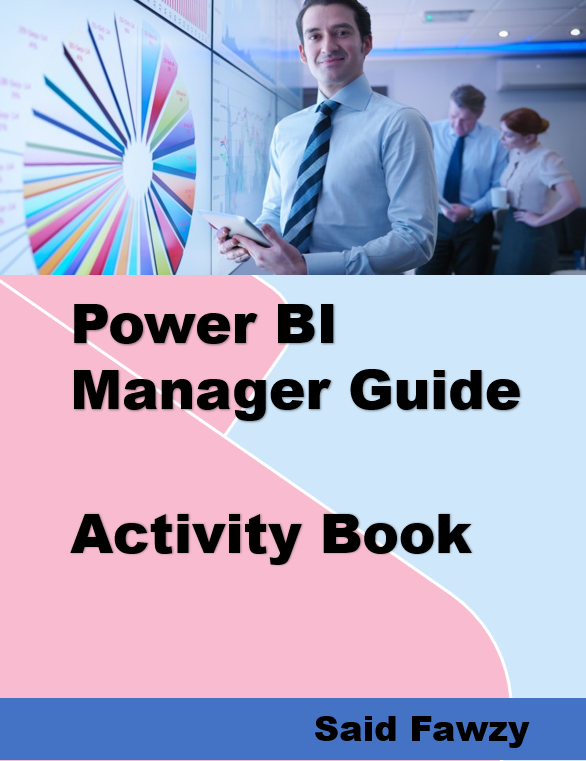 Power BI
Manager Guide
Activity Book
Said Fawzy